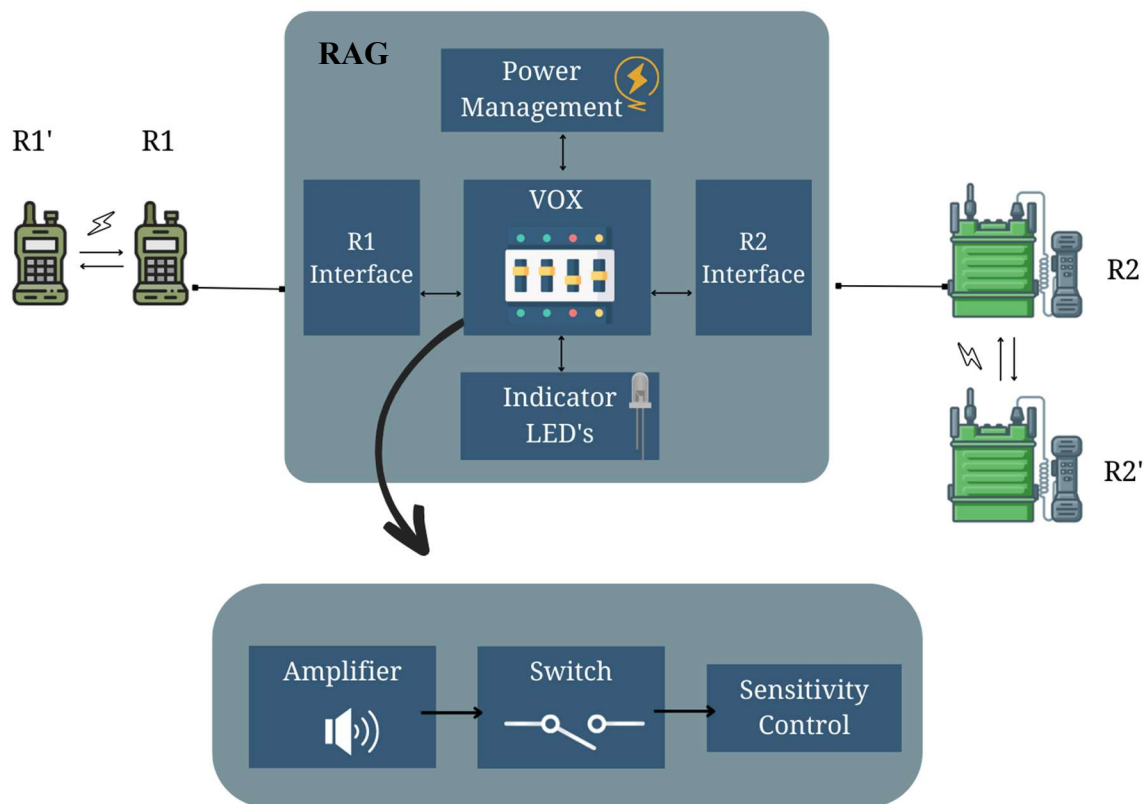 RAG
Power
Management
R1'
R1
VOX
R1
Interface
R2
Interface
R2
Indicator
LED's
R2'
Amplifier
Switch
Sensitivity
Control